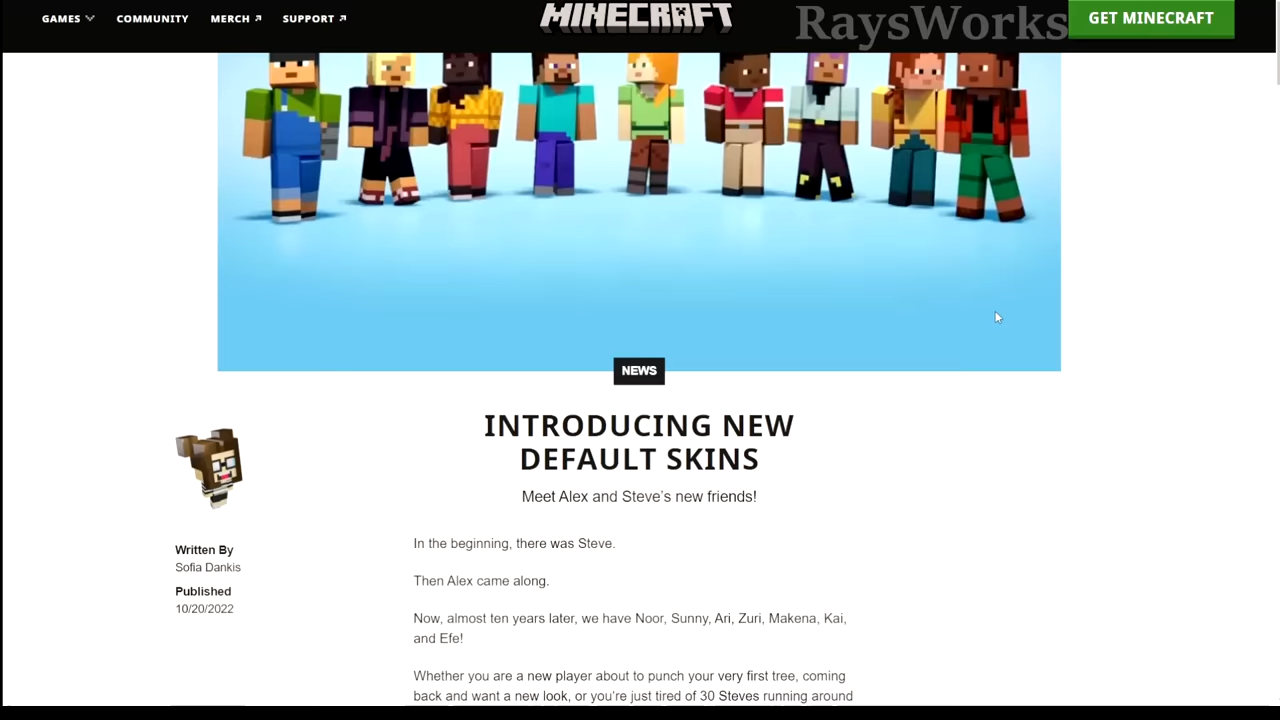 GAMES
COMMUNITY
MERCH
SUPPORT
MINECRAFT
RaysWorks
GET MINECRAFT
NEWS
INTRODUCING NEW
DEFAULT SKINS
Meet Alex and Steve's new friends!
Written By
Sofia Dankis
Published
10/20/2022
In the beginning, there was Steve.
Then Alex came along.
Now, almost ten years later, we have Noor, Sunny, Ari, Zuri, Makena, Kai,
and Efe!
Whether you are a new player about to punch your very first tree, coming
back and want a new look, or you're just tired of 30 Steves running around